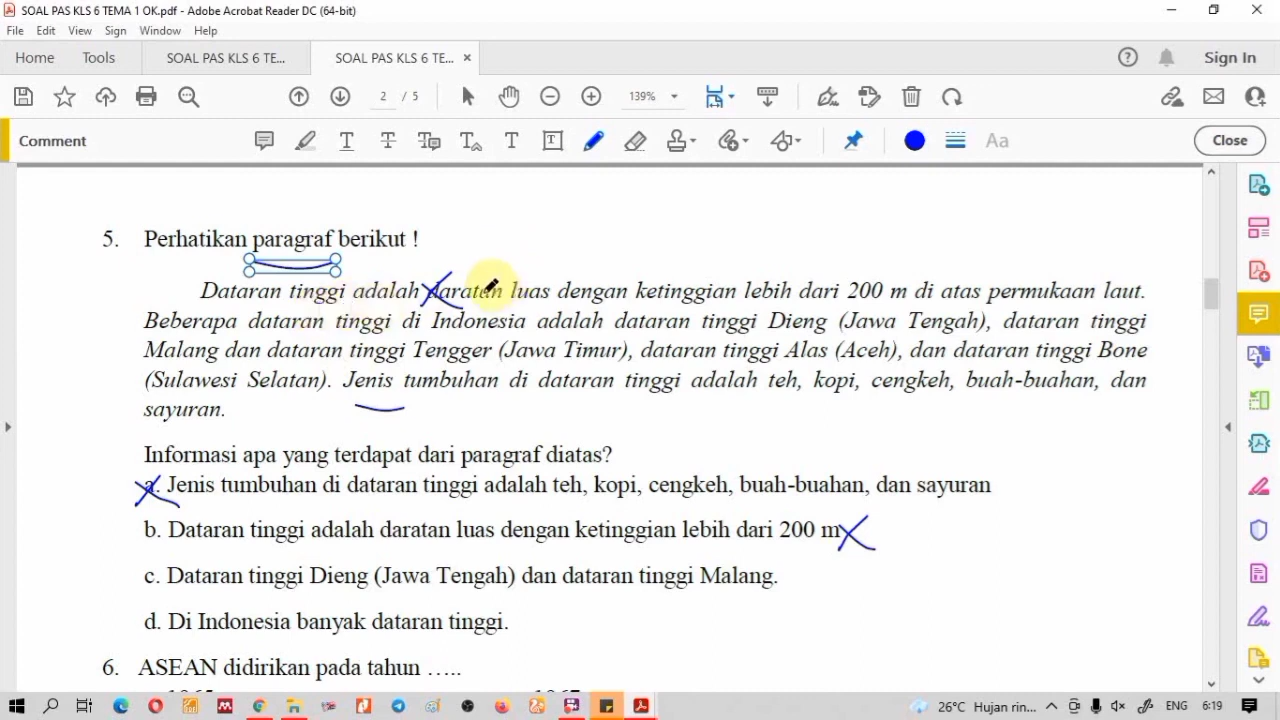 SOAL PAS KLS 6 TEMA 1 OK.pdf - Adobe Acrobat Reader DC (64-bit)
File Edit View Sign Window Help
Home Tools SOAL PAS KLS 6 TE... SOAL PAS KLS 6 TE... × Sign In
2 / 5 139%
Comment Aa Close
5. Perhatikan paragraf berikut !
Dataran tinggi adalah daratan luas dengan ketinggian lebih dari 200 m di atas permukaan laut.
Beberapa dataran tinggi di Indonesia adalah dataran tinggi Dieng (Jawa Tengah), dataran tinggi
Malang dan dataran tinggi Tengger (Jawa Timur), dataran tinggi Alas (Aceh), dan dataran tinggi Bone
(Sulawesi Selatan). Jenis tumbuhan di dataran tinggi adalah teh, kopi, cengkeh, buah-buahan, dan
sayuran.
Informasi apa yang terdapat dari paragraf diatas?
a. Jenis tumbuhan di dataran tinggi adalah teh, kopi, cengkeh, buah-buahan, dan sayuran
b. Dataran tinggi adalah daratan luas dengan ketinggian lebih dari 200 m
c. Dataran tinggi Dieng (Jawa Tengah) dan dataran tinggi Malang.
d. Di Indonesia banyak dataran tinggi.
6. ASEAN didirikan pada tahun …..
26°C Hujan rin... ENG 6:19